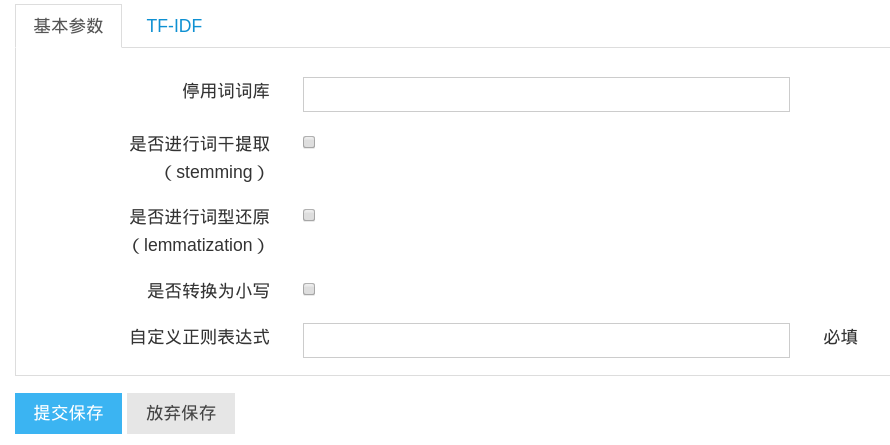 基本参数 TF-IDF
停用词词库
是否进行词干提取
（stemming）
是否进行词型还原
（lemmatization）
是否转换为小写
自定义正则表达式 必填
提交保存 放弃保存